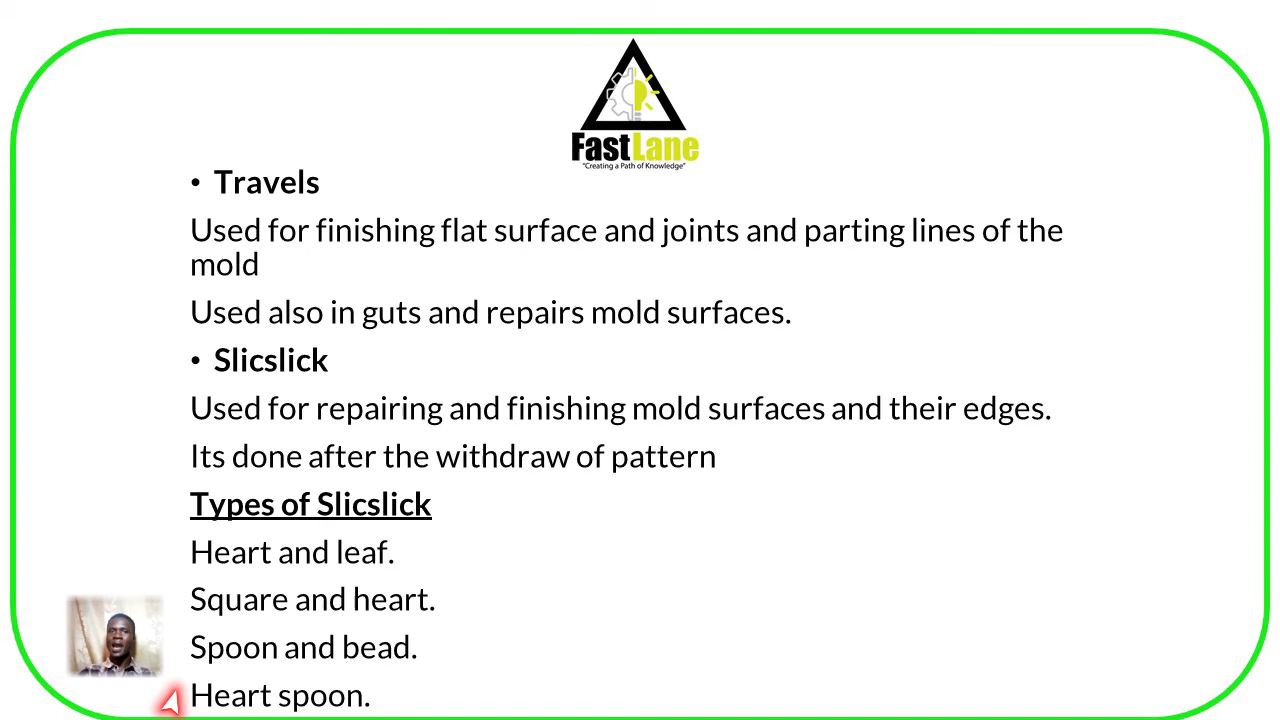 FastLane
"Creating a Path of Knowledge"
• Travels
Used for finishing flat surface and joints and parting lines of the
mold
Used also in guts and repairs mold surfaces.
• Slicslick
Used for repairing and finishing mold surfaces and their edges.
Its done after the withdraw of pattern
Types of Slicslick
Heart and leaf.
Square and heart.
Spoon and bead.
Heart spoon.